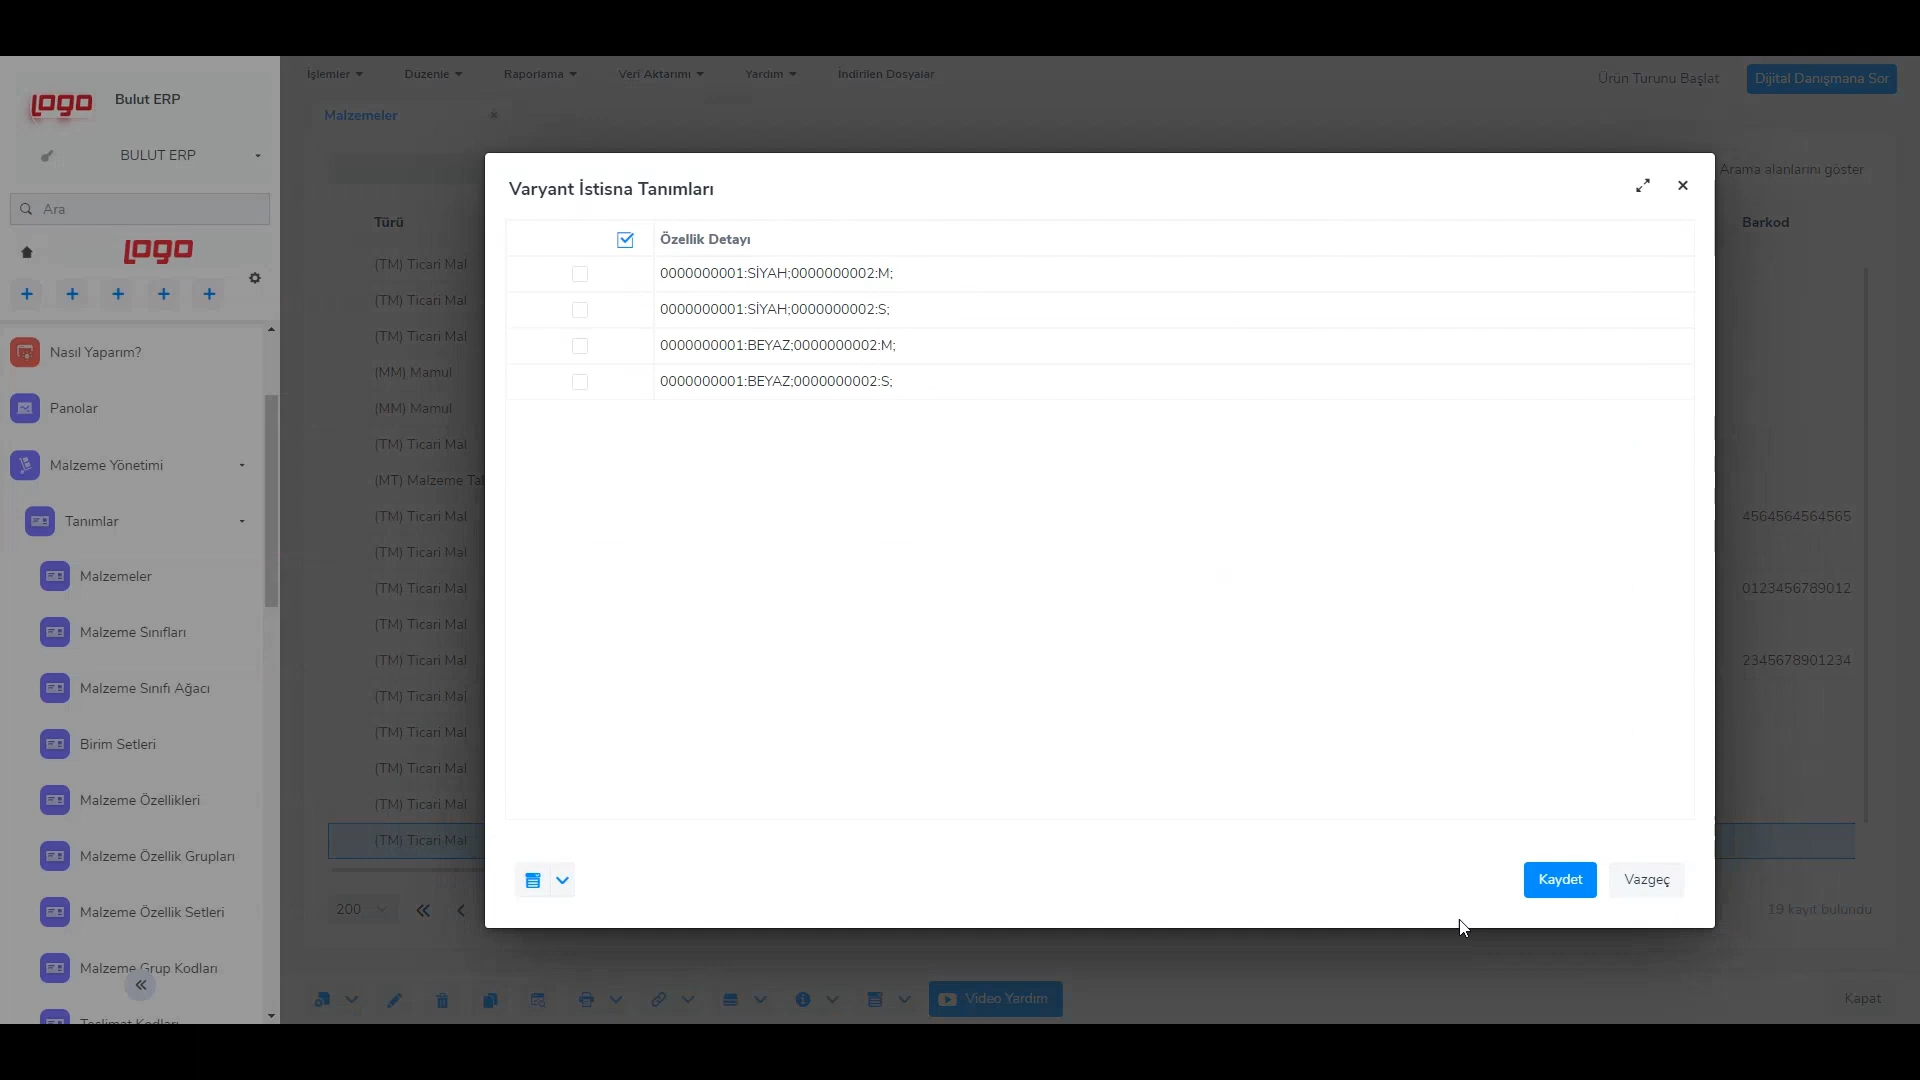 logo
Bulut ERP
BULUT ERP
Ara
logo
Nasıl Yaparım?
Panolar
Malzeme Yönetimi
Tanımlar
Malzemeler
Malzeme Sınıfları
Malzeme Sınıfı Ağacı
Birim Setleri
Malzeme Özellikleri
Malzeme Özellik Grupları
Malzeme Özellik Setleri
Malzeme Grup Kodları
Teslimat Kodları
İşlemler
Düzenle
Raporlama
Veri Aktarımı
Yardım
İndirilen Dosyalar
Ürün Turunu Başlat
Dijital Danışmana Sor
Malzemeler
Arama alanlarını göster
Türü
Barkod
(TM) Ticari Mal
(TM) Ticari Mal
(TM) Ticari Mal
(MM) Mamul
(MM) Mamul
(TM) Ticari Mal
(MT) Malzeme Tak
(TM) Ticari Mal
4564564564565
(TM) Ticari Mal
(TM) Ticari Mal
0123456789012
(TM) Ticari Mal
(TM) Ticari Mal
2345678901234
(TM) Ticari Mal
(TM) Ticari Mal
(TM) Ticari Mal
(TM) Ticari Mal
(TM) Ticari Mal
Varyant İstisna Tanımları
Özellik Detayı
0000000001:SİYAH;0000000002:M;
0000000001:SİYAH;0000000002:S;
0000000001:BEYAZ;0000000002:M;
0000000001:BEYAZ;0000000002:S;
Kaydet
Vazgeç
200
19 kayıt bulundu
Video Yardım
Kapat